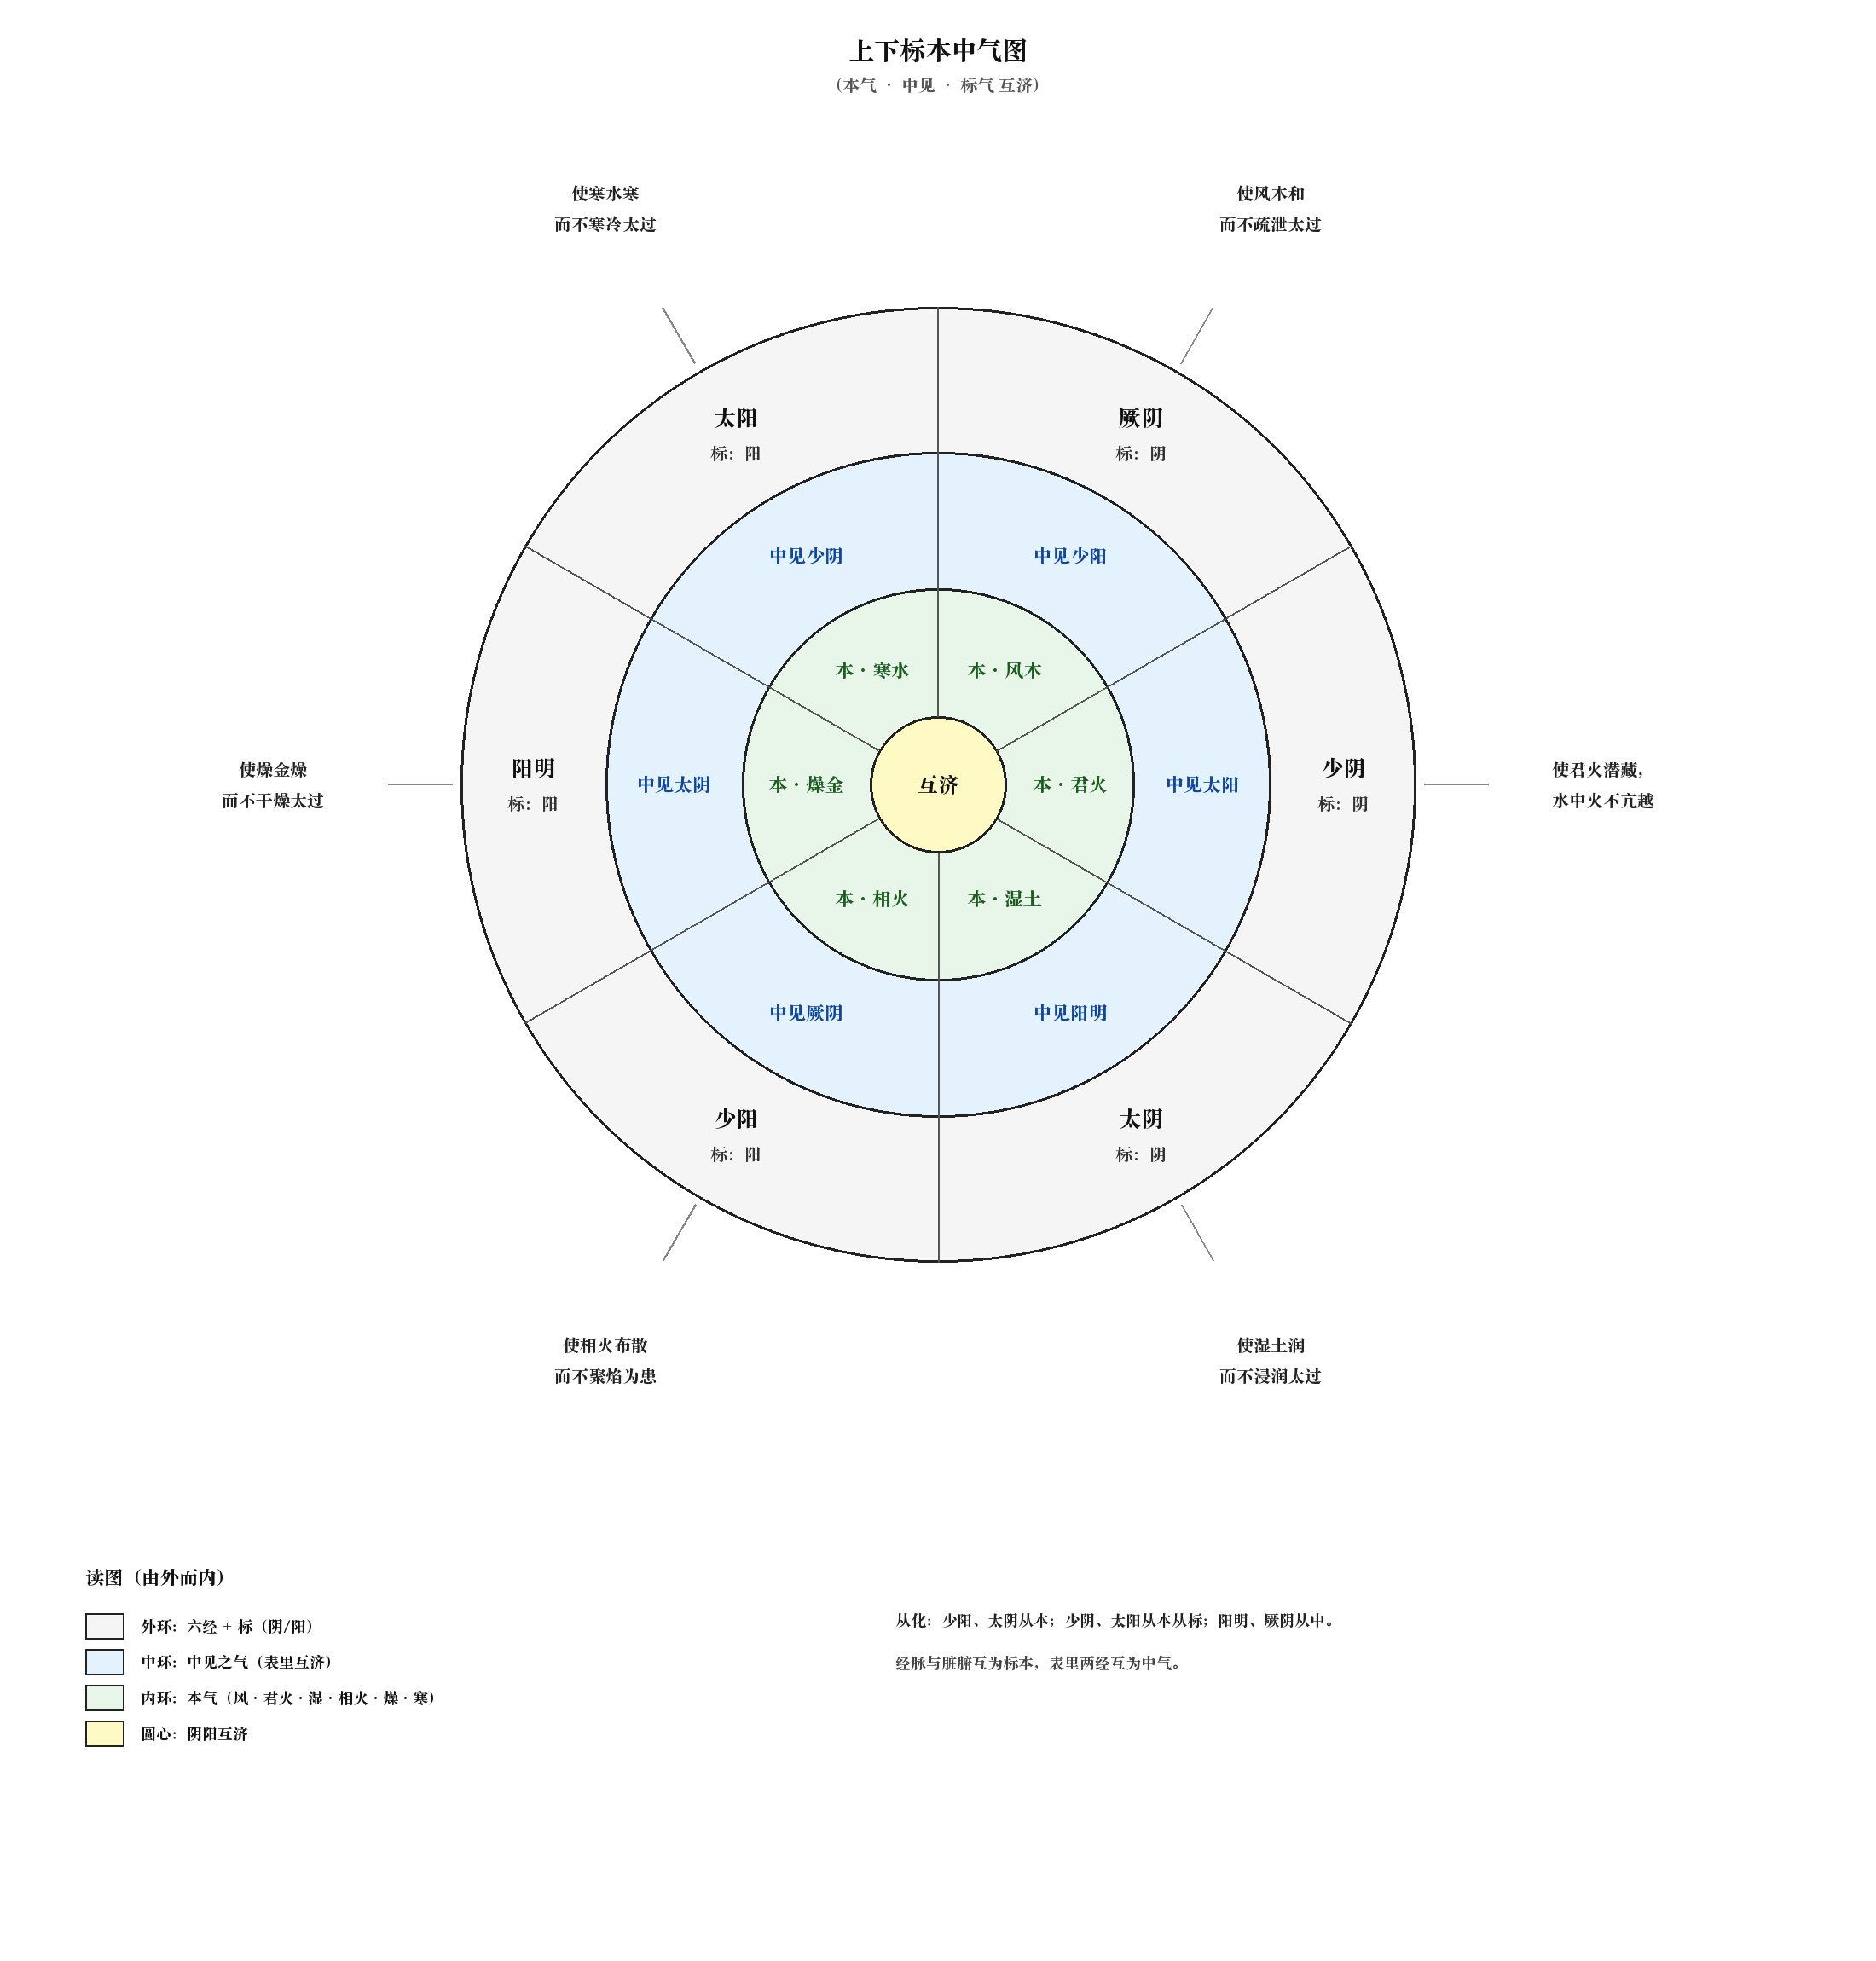 上下标本中气图
（本气 · 中见 · 标气 互济）
使寒水寒
而不寒冷太过
使风木和
而不疏泄太过
太阳
标：阳
厥阴
标：阴
中见少阴
中见少阳
本 · 寒水
本 · 风木
使燥金燥
而不干燥太过
阳明
标：阳
中见太阴
本 · 燥金
互济
本 · 君火
中见太阳
少阴
标：阴
使君火潜藏，
水中火不亢越
本 · 相火
本 · 湿土
中见厥阴
中见阳明
少阳
标：阳
太阴
标：阴
使相火布散
而不聚焰为患
使湿土润
而不浸润太过
读图（由外而内）
外环：六经 + 标（阴/阳）
中环：中见之气（表里互济）
内环：本气（风 · 君火 · 湿 · 相火 · 燥 · 寒）
圆心：阴阳互济
从化：少阳、太阴从本；少阴、太阳从本从标；阳明、厥阴从中。
经脉与脏腑互为标本，表里两经互为中气。